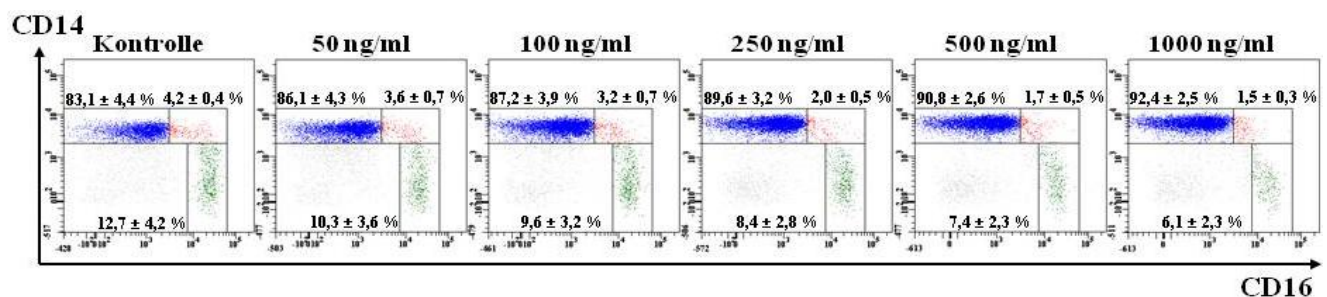 CD14
Kontrolle 50 ng/ml 100 ng/ml 250 ng/ml 500 ng/ml 1000 ng/ml
83,1 ± 4,4 % 4,2 ± 0,4 % 86,1 ± 4,3 % 3,6 ± 0,7 % 87,2 ± 3,9 % 3,2 ± 0,7 % 89,6 ± 3,2 % 2,0 ± 0,5 % 90,8 ± 2,6 % 1,7 ± 0,5 % 92,4 ± 2,5 % 1,5 ± 0,3 %
12,7 ± 4,2 % 10,3 ± 3,6 % 9,6 ± 3,2 % 8,4 ± 2,8 % 7,4 ± 2,3 % 6,1 ± 2,3 %
CD16